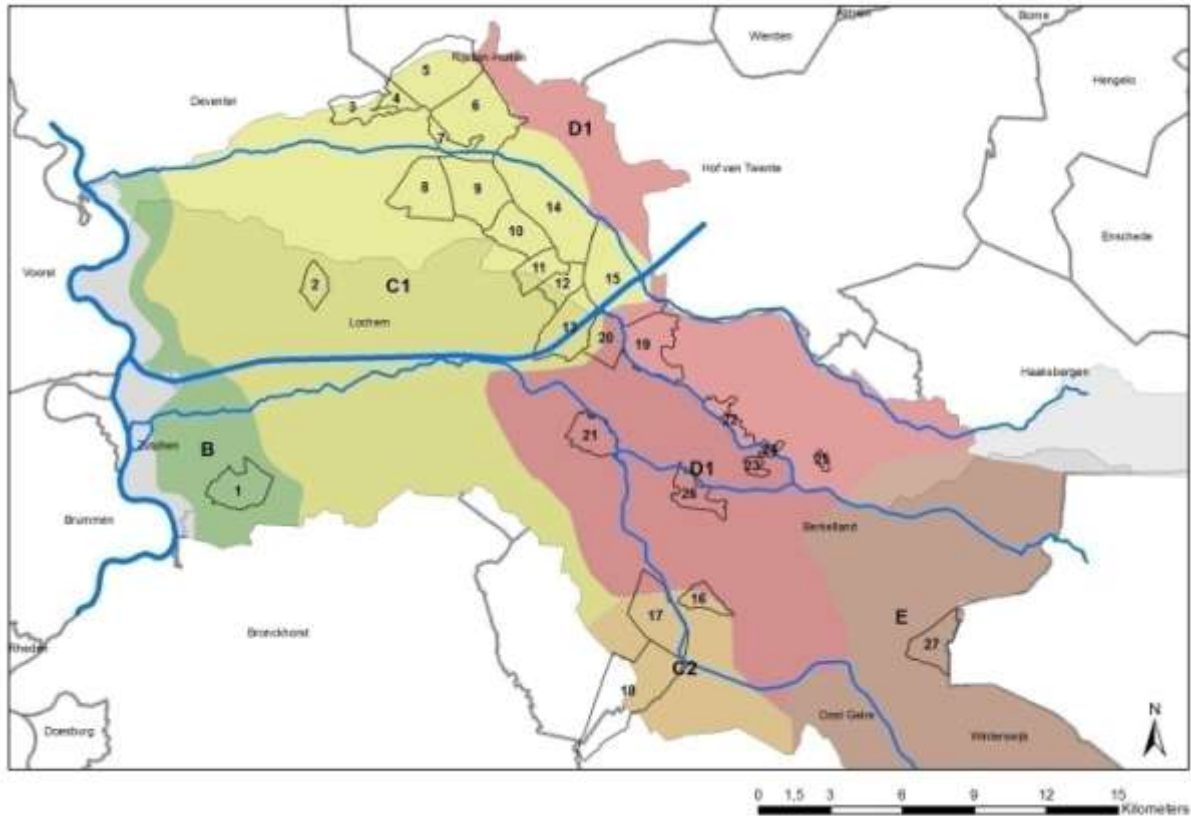 Almelo
Borne
Wierden
Rijssen-Holten
5
Hengelo
Deventer
3
4
6
D1
7
Hof van Twente
8
9
14
10
Enschede
Voorst
11
2
C1
12
15
Lochem
13
20
19
Haaksbergen
22
21
24
Zutphen
B
23
25
D1
1
26
Brummen
Berkelland
16
17
E
Bronckhorst
27
Rheden
C2
18
N
Oost Gelre
Doesburg
Winterswijk
0 1,5 3 6 9 12 15
Kilometers